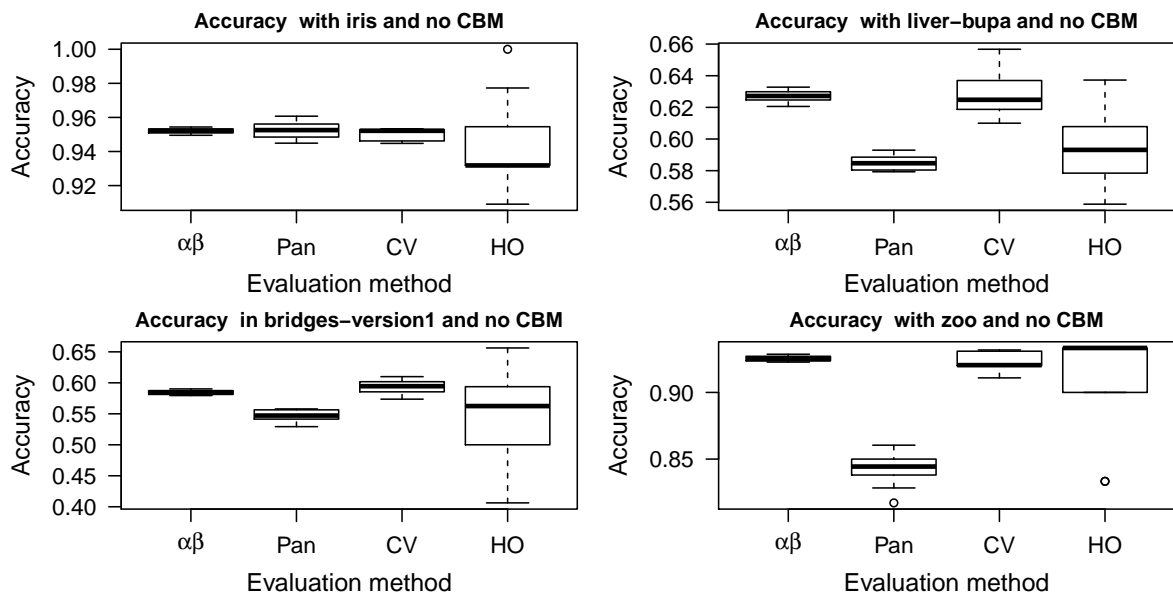 Accuracy  with iris and no CBM
Accuracy
1.00
0.98
0.96
0.94
0.92
αβ Pan CV HO
Evaluation method
Accuracy  with liver−bupa and no CBM
Accuracy
0.66
0.64
0.62
0.60
0.58
0.56
αβ Pan CV HO
Evaluation method
Accuracy  in bridges−version1 and no CBM
Accuracy
0.65
0.60
0.55
0.50
0.45
0.40
αβ Pan CV HO
Evaluation method
Accuracy  with zoo and no CBM
Accuracy
0.90
0.85
αβ Pan CV HO
Evaluation method